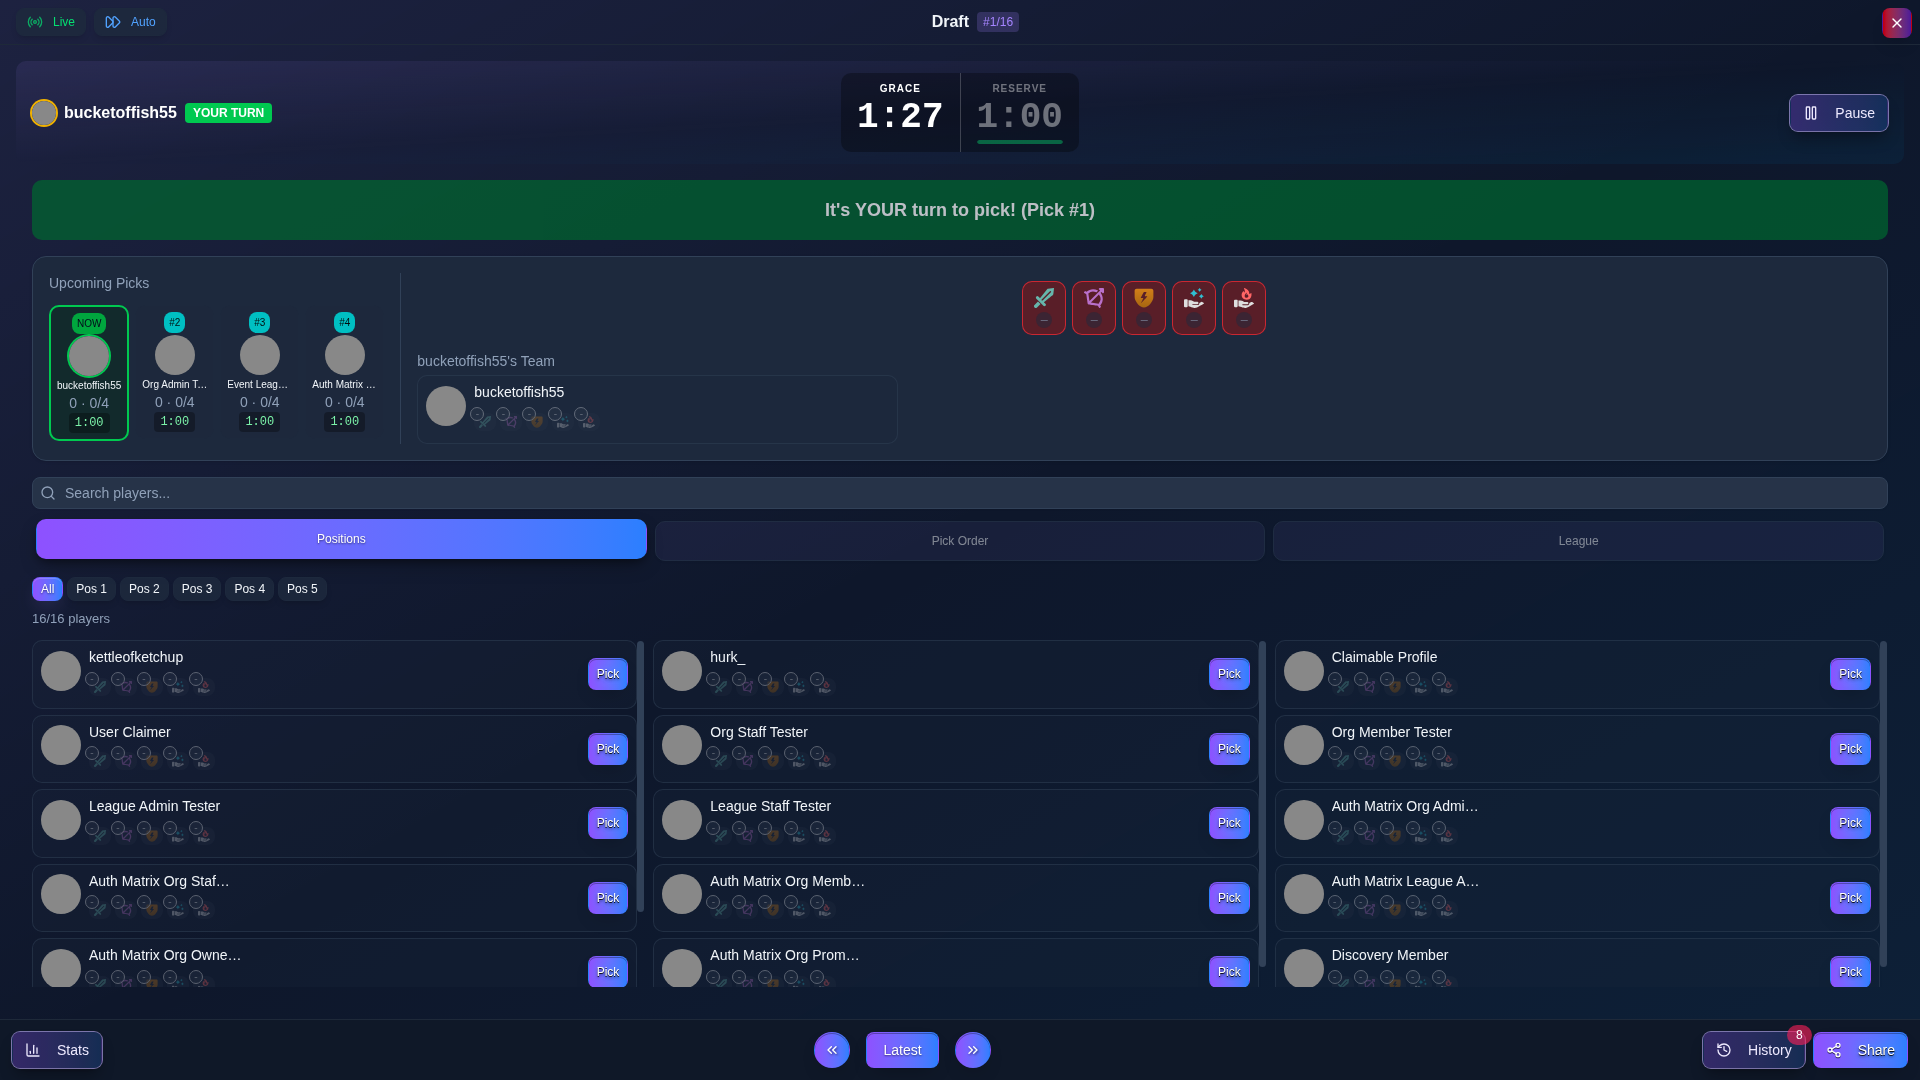 Live
Auto
Draft
#1/16
bucketoffish55
YOUR TURN
GRACE
1:27
RESERVE
1:00
Pause
It's YOUR turn to pick! (Pick #1)
Upcoming Picks
NOW
bucketoffish55
0 · 0/4
1:00
#2
Org Admin T…
0 · 0/4
1:00
#3
Event Leag…
0 · 0/4
1:00
#4
Auth Matrix …
0 · 0/4
1:00
bucketoffish55's Team
bucketoffish55
Search players...
Positions
Pick Order
League
All
Pos 1
Pos 2
Pos 3
Pos 4
Pos 5
16/16 players
kettleofketchup
Pick
hurk_
Pick
Claimable Profile
Pick
User Claimer
Pick
Org Staff Tester
Pick
Org Member Tester
Pick
League Admin Tester
Pick
League Staff Tester
Pick
Auth Matrix Org Admi…
Pick
Auth Matrix Org Staf…
Pick
Auth Matrix Org Memb…
Pick
Auth Matrix League A…
Pick
Auth Matrix Org Owne…
Pick
Auth Matrix Org Prom…
Pick
Discovery Member
Pick
Stats
Latest
History
8
Share